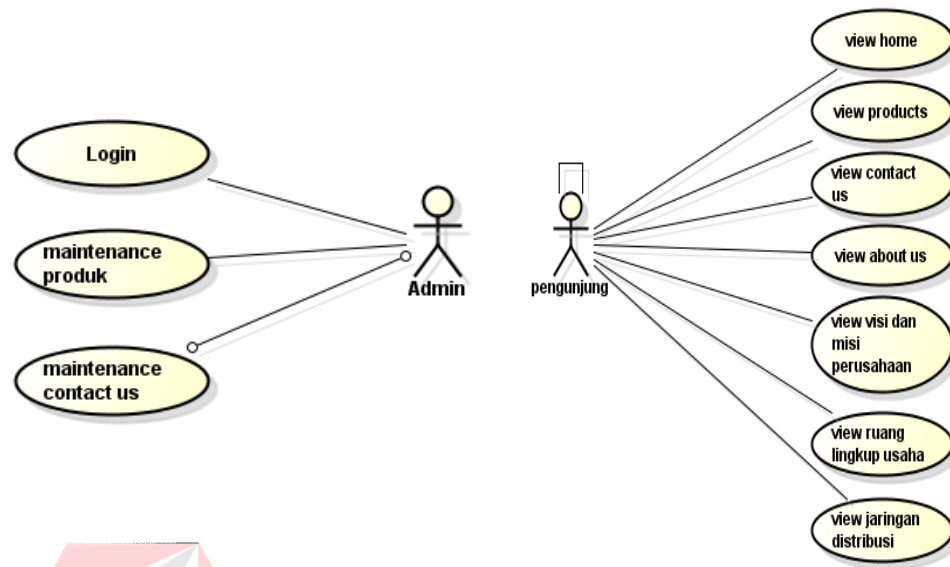 Login
maintenance
produk
maintenance
contact us
Admin
pengunjung
view home
view products
view contact
us
view about us
view visi dan
misi
perusahaan
view ruang
lingkup usaha
view jaringan
distribusi